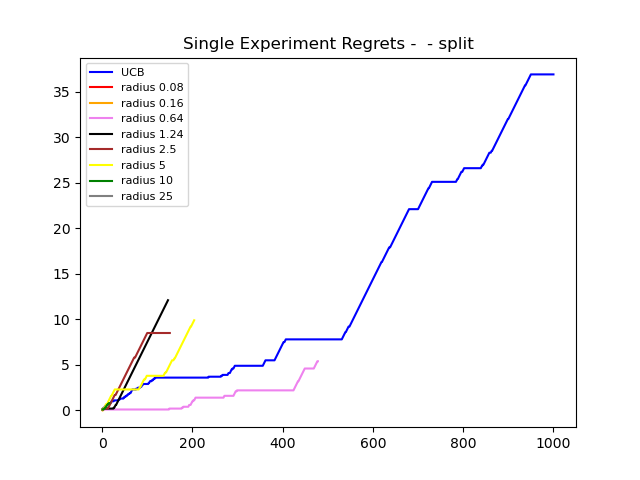 Single Experiment Regrets -  - split
UCB
radius 0.08
radius 0.16
radius 0.64
radius 1.24
radius 2.5
radius 5
radius 10
radius 25
35
30
25
20
15
10
5
0
0 200 400 600 800 1000